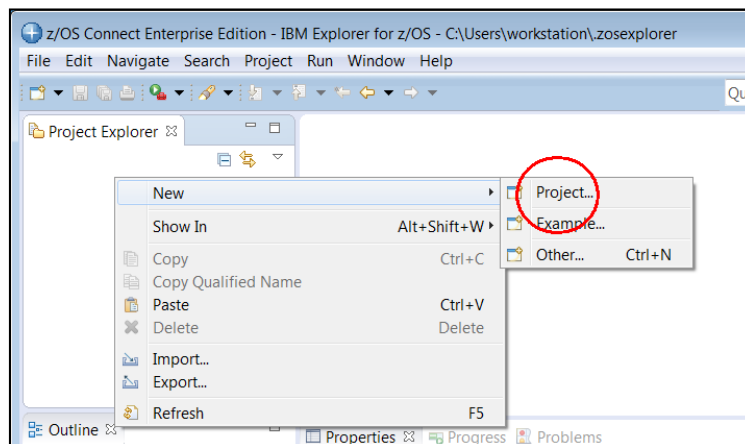 z/OS Connect Enterprise Edition - IBM Explorer for z/OS - C:\Users\workstation\.zosexplorer
File Edit Navigate Search Project Run Window Help
Qu
Project Explorer
New
Project...
Show In Alt+Shift+W
Example...
Other... Ctrl+N
Copy Ctrl+C
Copy Qualified Name
Paste Ctrl+V
Delete Delete
Import...
Export...
Refresh F5
Outline
Properties Progress Problems